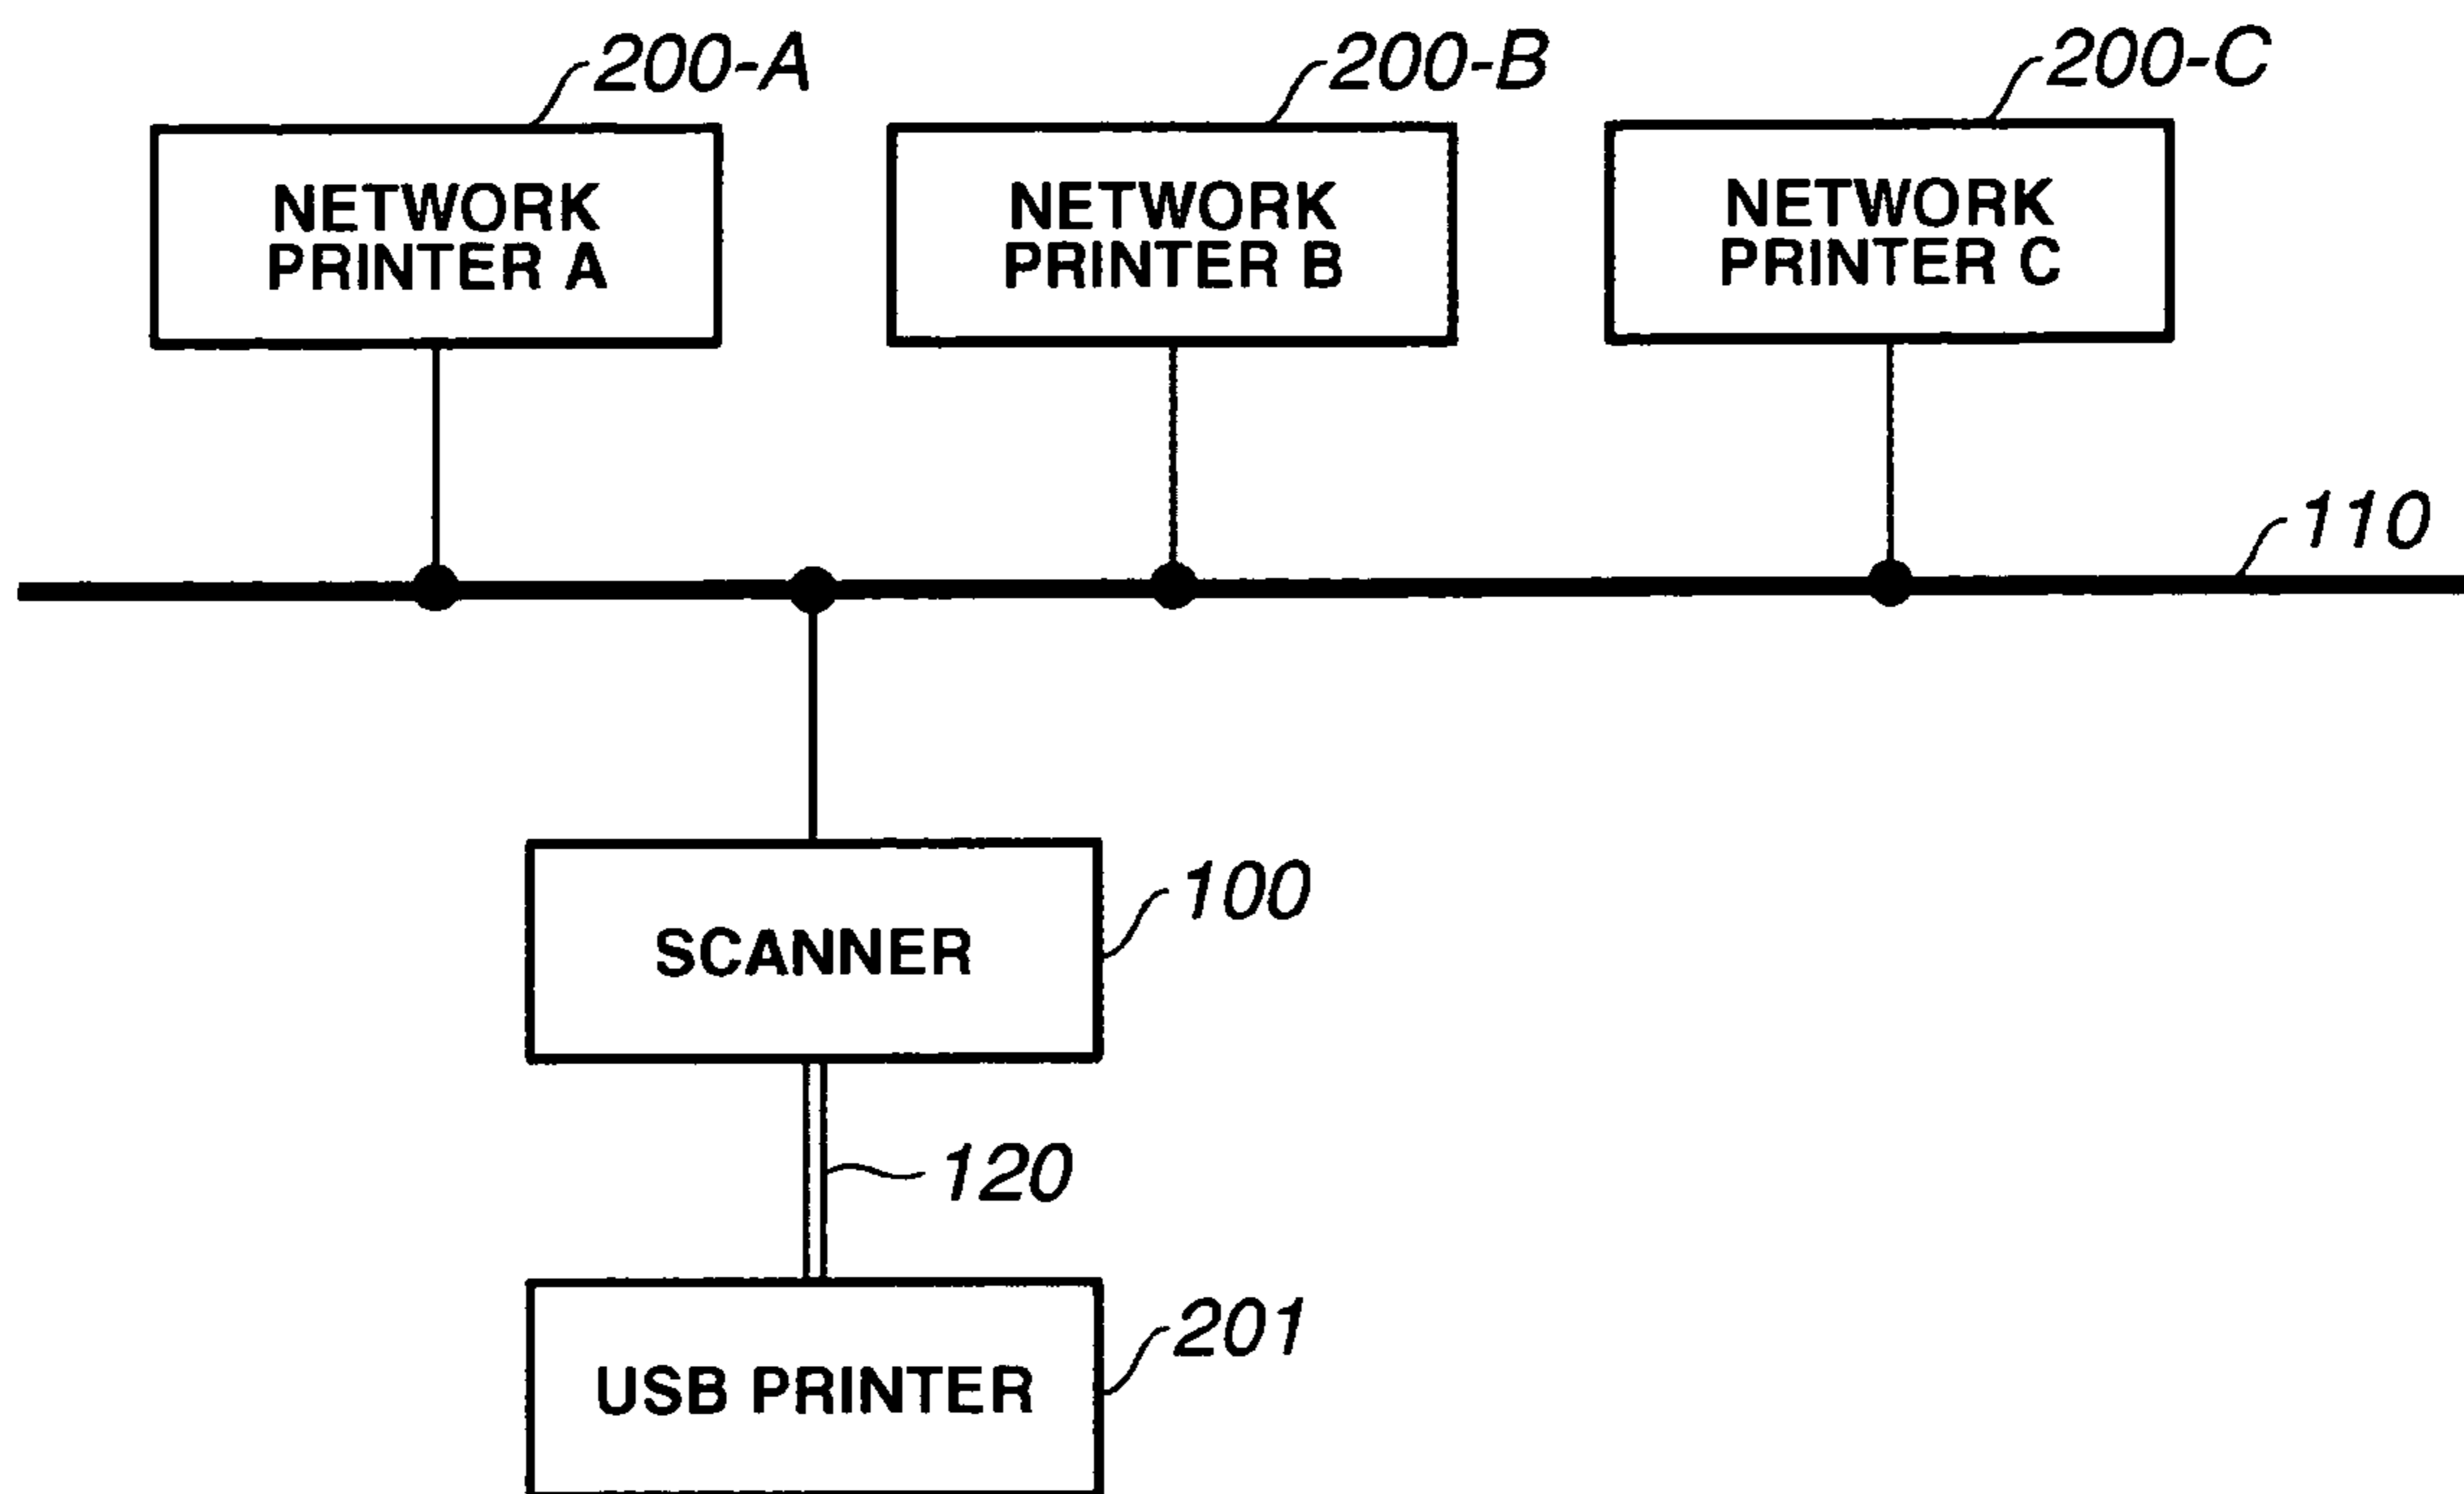 200-A
200-B
200-C
NETWORK
PRINTER A
NETWORK
PRINTER B
NETWORK
PRINTER C
110
SCANNER
100
120
USB PRINTER
201